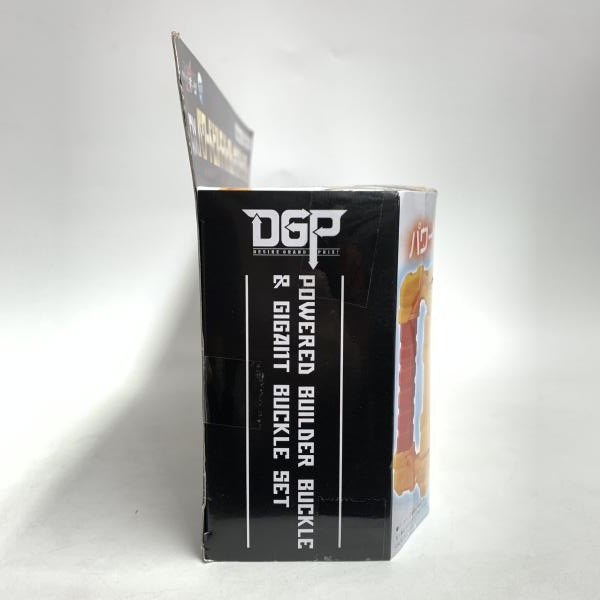 DGP
DESIRE GRAND PRIX
POWERED BUILDER BUCKLE
& GIGANT BUCKLE SET
パワー